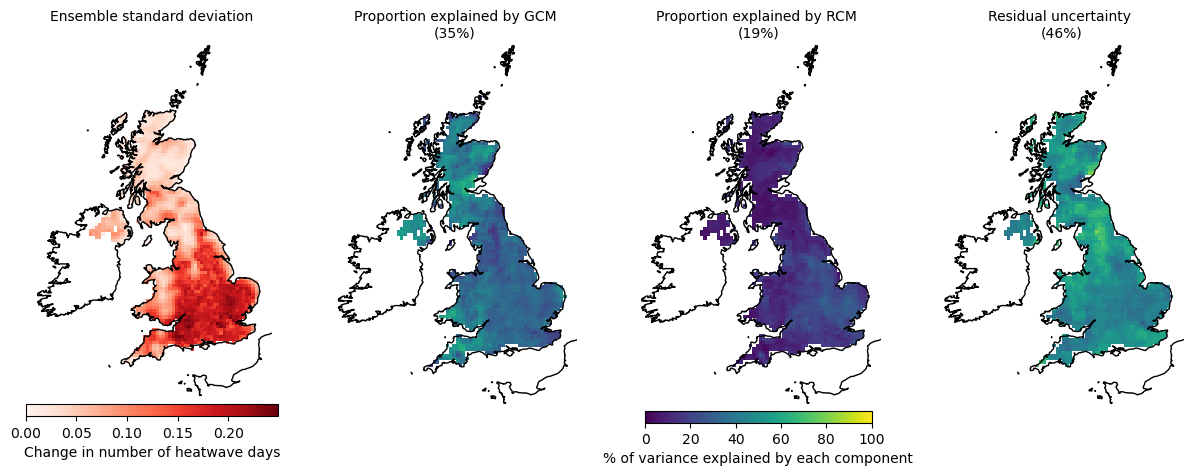 Ensemble standard deviation
Proportion explained by GCM
(35%)
Proportion explained by RCM
(19%)
Residual uncertainty
(46%)
0.00 0.05 0.10 0.15 0.20
Change in number of heatwave days
0 20 40 60 80 100
% of variance explained by each component